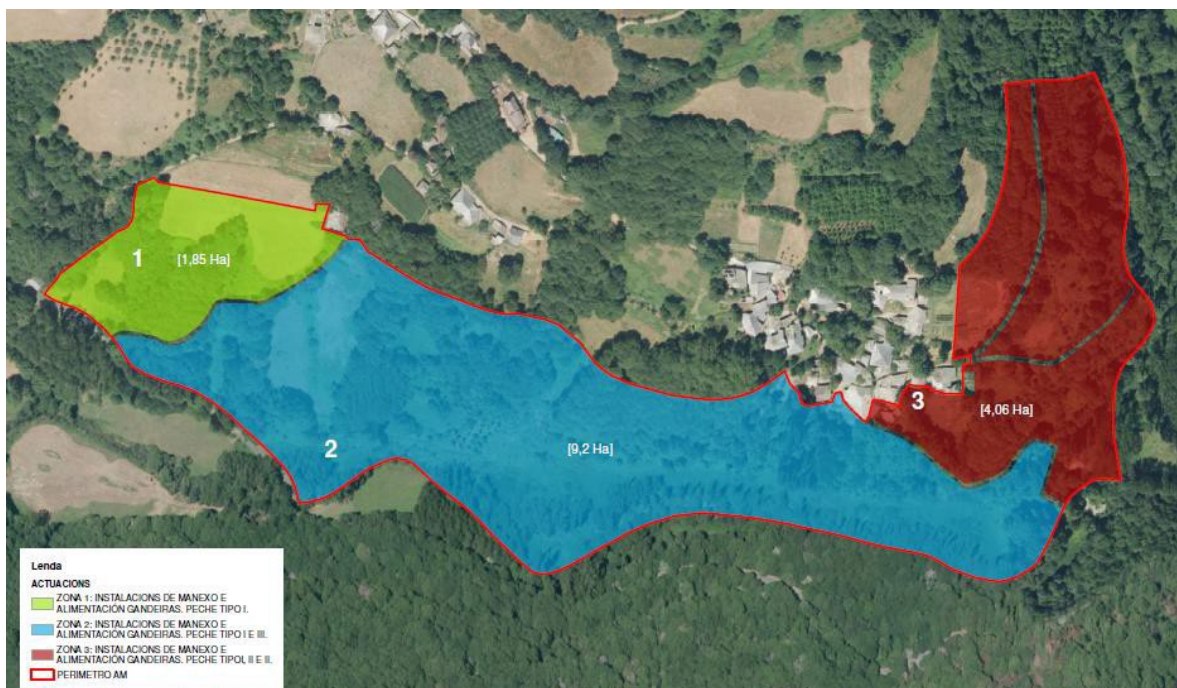 1
[1,85 Ha]
2
[9,2 Ha]
3
[4,06 Ha]
Lenda
ACTUACIONS
ZONA 1: INSTALACIONS DE MANEXO E
ALIMENTACIÓN GANDEIRAS. PECHE TIPO I.
ZONA 2: INSTALACIONS DE MANEXO E
ALIMENTACIÓN GANDEIRAS. PECHE TIPO I E III.
ZONA 3: INSTALACIONS DE MANEXO E
ALIMENTACIÓN GANDEIRAS. PECHE TIPOI, II E II.
PERIMETRO AM